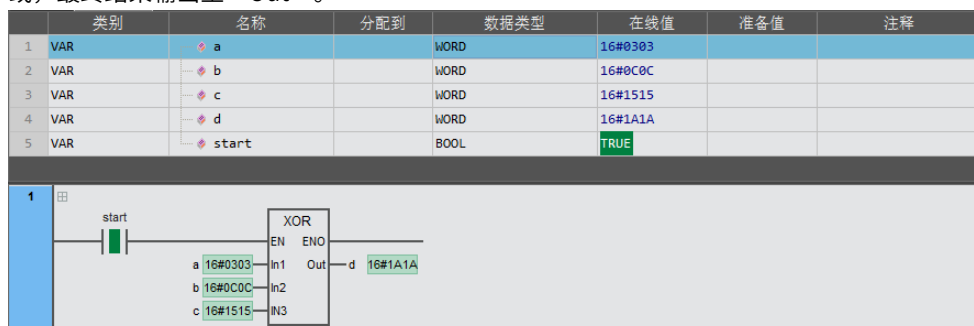 类别 名称 分配到 数据类型 在线值 准备值 注释
1 VAR a WORD 16#0303
2 VAR b WORD 16#0C0C
3 VAR c WORD 16#1515
4 VAR d WORD 16#1A1A
5 VAR start BOOL TRUE
1
start
XOR
EN ENO
a 16#0303 In1 Out d 16#1A1A
b 16#0C0C In2
c 16#1515 IN3